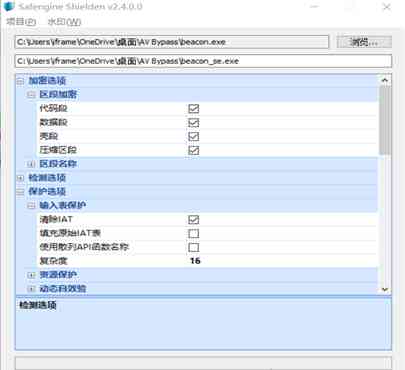 Safengine Shielden v2.4.0.0
项目(P) 水印(W)
C:\Users\iframe\OneDrive\桌面\AV Bypass\beacon.exe 浏览...
C:\Users\iframe\OneDrive\桌面\AV Bypass\beacon_se.exe
加密选项
区段加密
代码段
数据段
壳段
压缩区段
区段名称
检测选项
保护选项
输入表保护
清除IAT
填充原始IAT表
使用散列API函数名称
复杂度 16
资源保护
动态自效验
检测选项